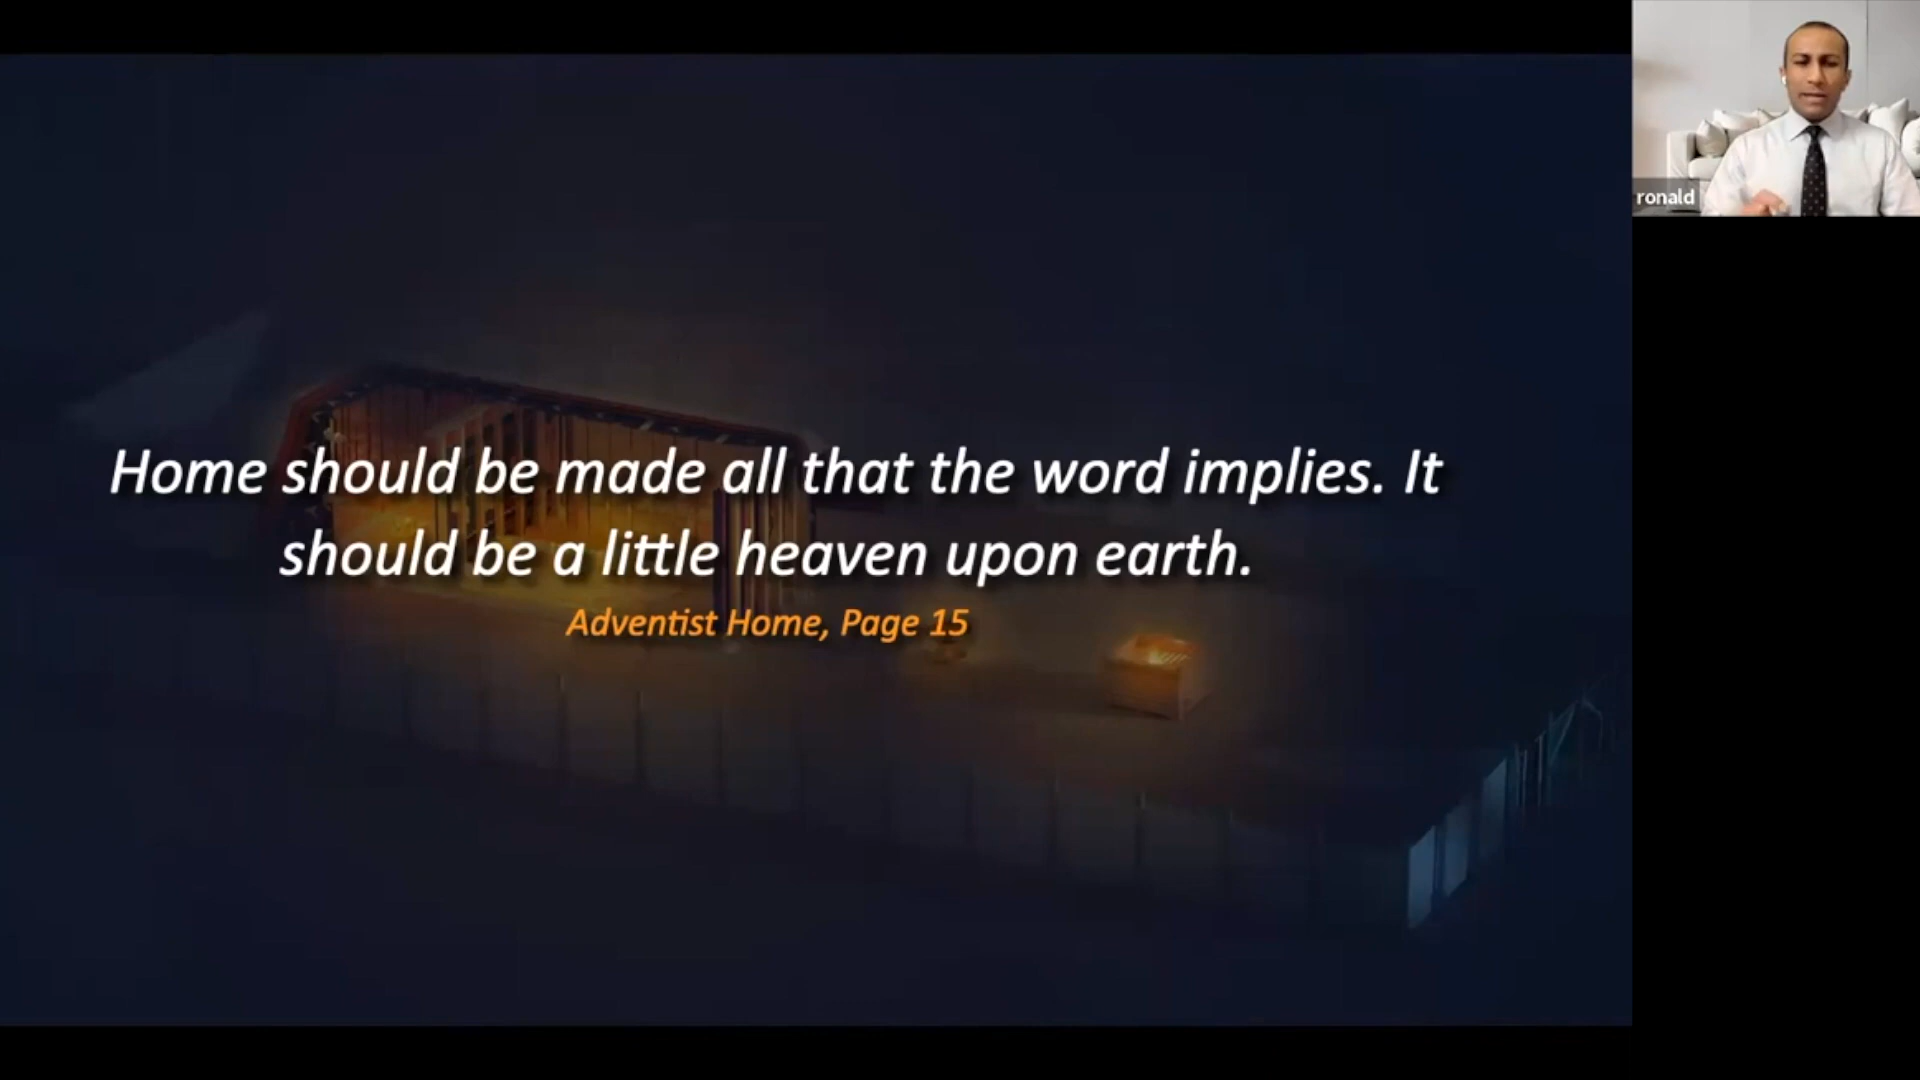 Home should be made all that the word implies. It
should be a little heaven upon earth.
Adventist Home, Page 15
ronald